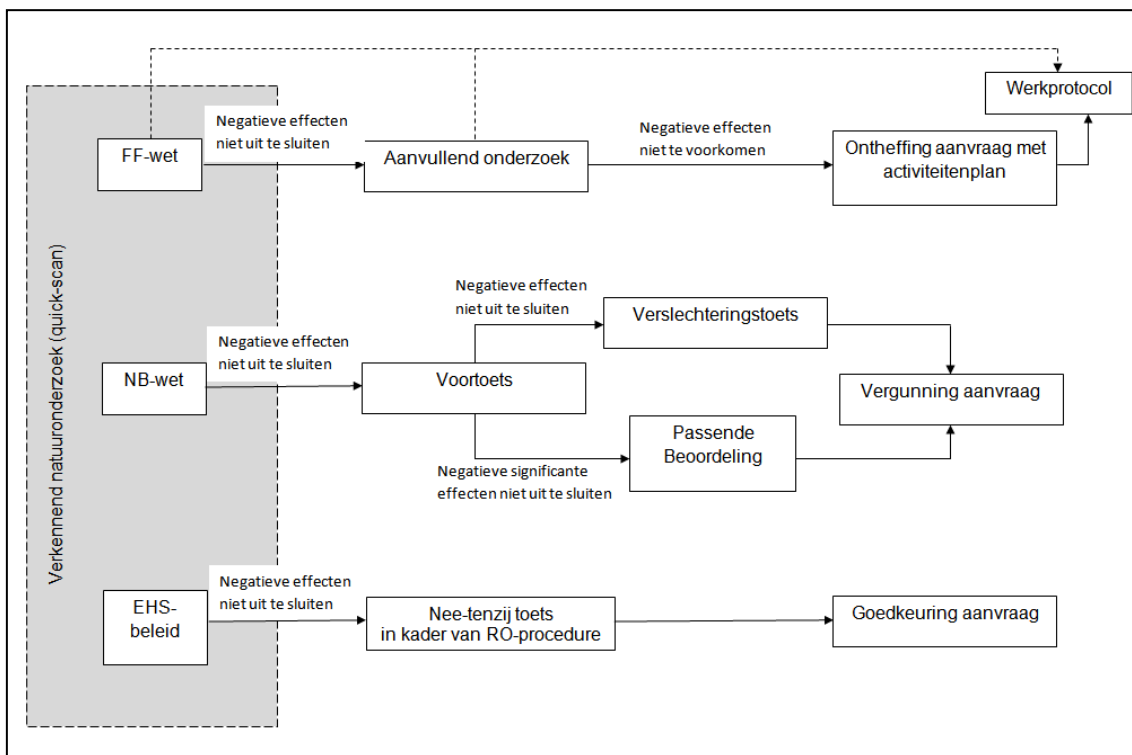 Verkennend natuuronderzoek (quick-scan)
Werkprotocol
FF-wet
Negatieve effecten
niet uit te sluiten
Aanvullend onderzoek
Negatieve effecten
niet te voorkomen
Ontheffing aanvraag met
activiteitenplan
NB-wet
Negatieve effecten
niet uit te sluiten
Voortoets
Negatieve effecten
niet uit te sluiten
Verslechteringstoets
Negatieve significante
effecten niet uit te sluiten
Passende
Beoordeling
Vergunning aanvraag
EHS-
beleid
Negatieve effecten
niet uit te sluiten
Nee-tenzij toets
in kader van RO-procedure
Goedkeuring aanvraag